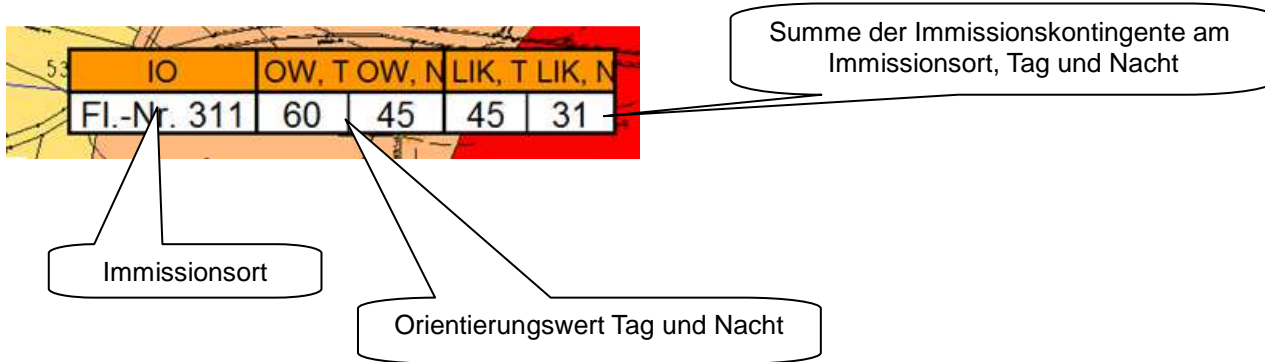 Summe der Immissionskontingente am
Immissionsort, Tag und Nacht
53
IO OW, T OW, N LIK, T LIK, N
Fl.-Nr. 311 60 45 45 31
Immissionsort
Orientierungswert Tag und Nacht